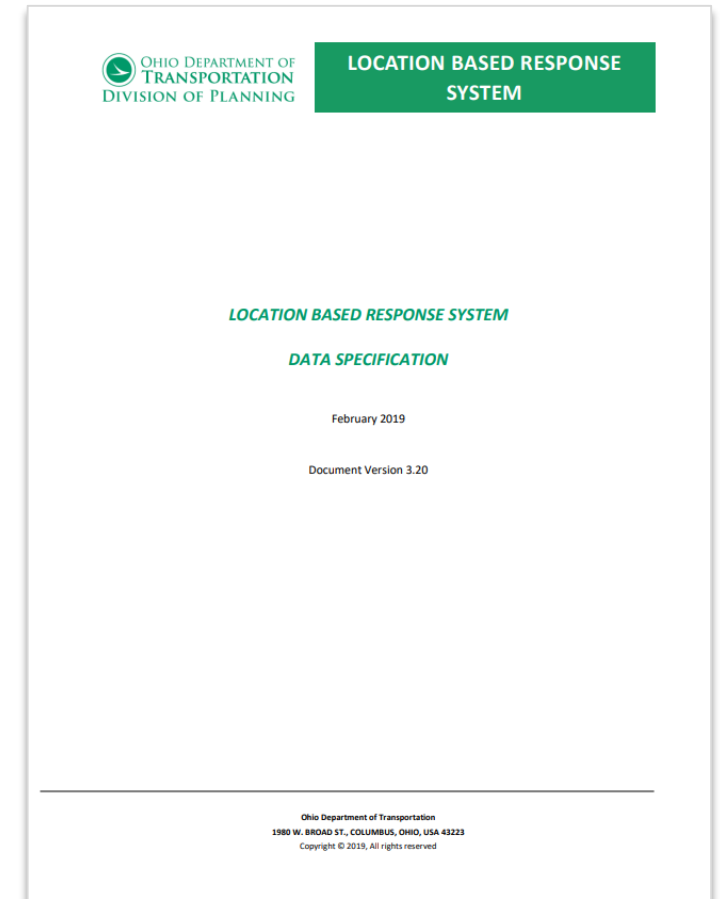 OHIO DEPARTMENT OF
TRANSPORTATION
DIVISION OF PLANNING
LOCATION BASED RESPONSE
SYSTEM
LOCATION BASED RESPONSE SYSTEM
DATA SPECIFICATION
February 2019
Document Version 3.20
Ohio Department of Transportation
1980 W. BROAD ST., COLUMBUS, OHIO, USA 43223
Copyright © 2019, All rights reserved